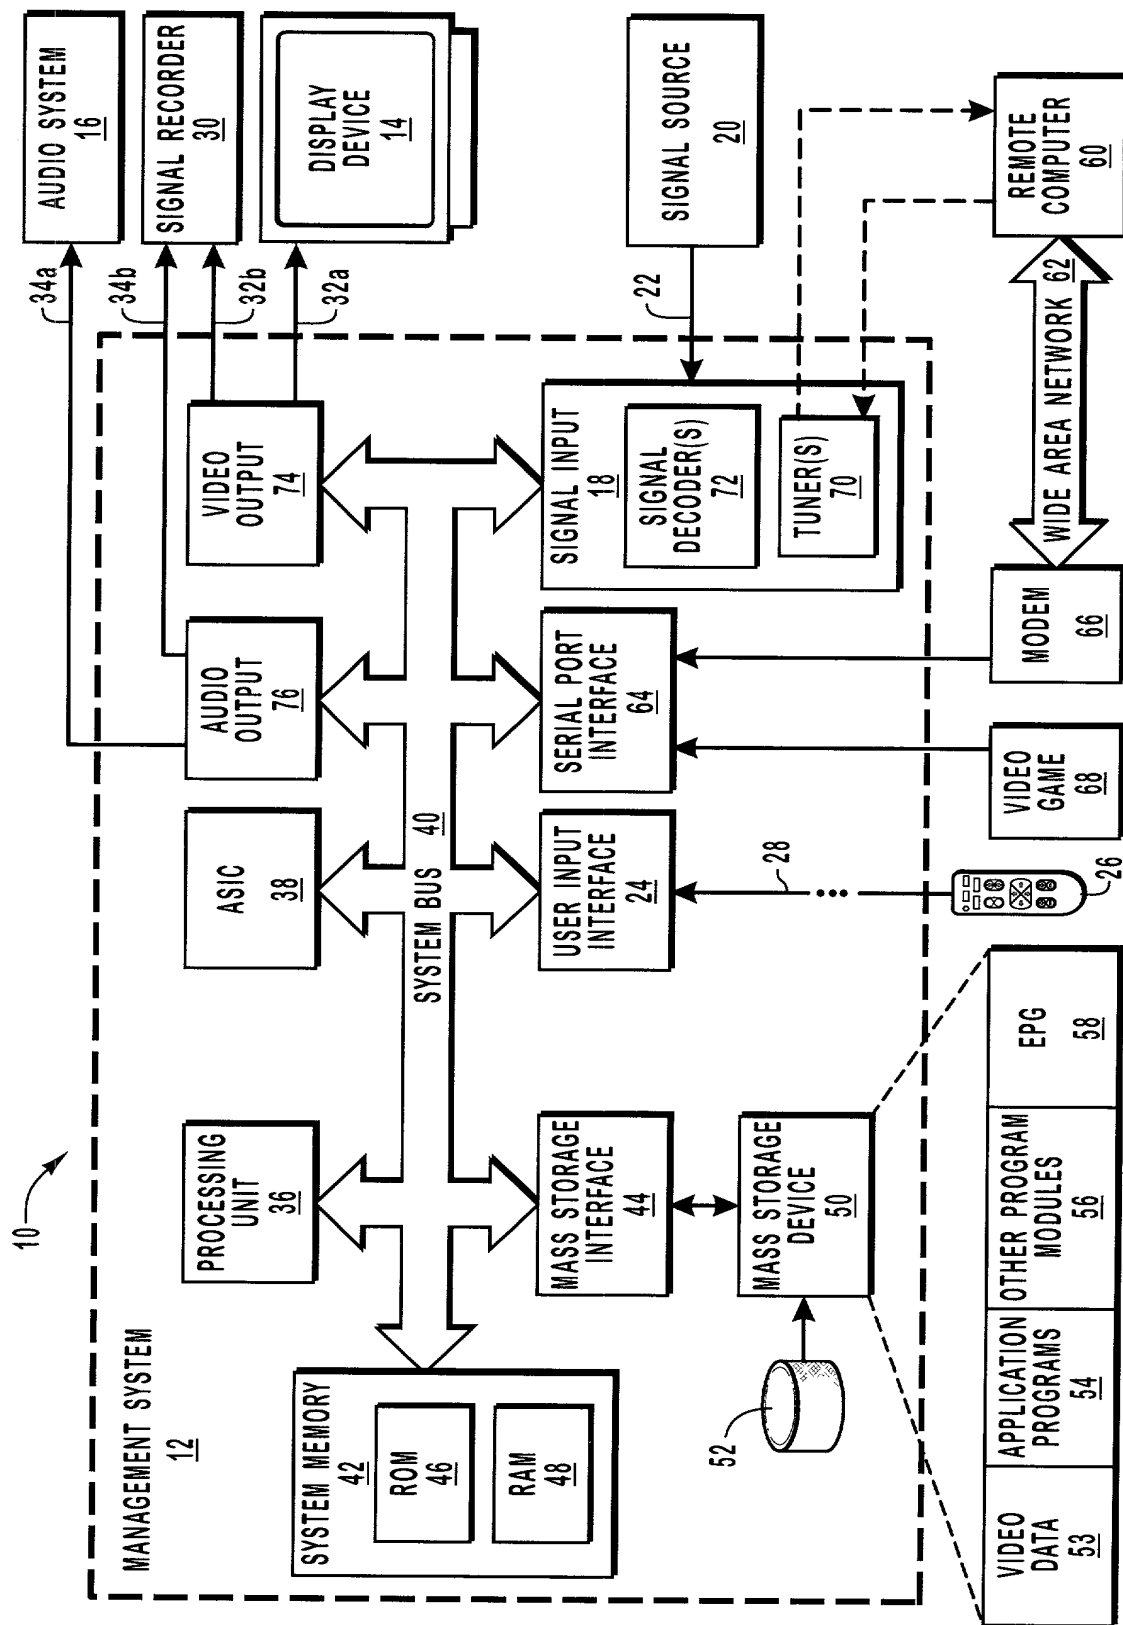 10
MANAGEMENT SYSTEM
12
SYSTEM MEMORY
42
ROM
46
RAM
48
PROCESSING
UNIT
36
ASIC
38
AUDIO
OUTPUT
76
VIDEO
OUTPUT
74
34a
34b
32b
32a
AUDIO SYSTEM
16
SIGNAL RECORDER
30
DISPLAY
DEVICE
14
SYSTEM BUS
40
MASS STORAGE
INTERFACE
44
USER INPUT
INTERFACE
24
SERIAL PORT
INTERFACE
64
SIGNAL INPUT
18
SIGNAL
DECODER(S)
72
TUNER(S)
70
22
SIGNAL SOURCE
20
52
MASS STORAGE
DEVICE
50
28
26
VIDEO
GAME
68
MODEM
66
WIDE AREA NETWORK 62
REMOTE
COMPUTER
60
VIDEO
DATA
53
APPLICATION
PROGRAMS
54
OTHER PROGRAM
MODULES
56
EPG
58